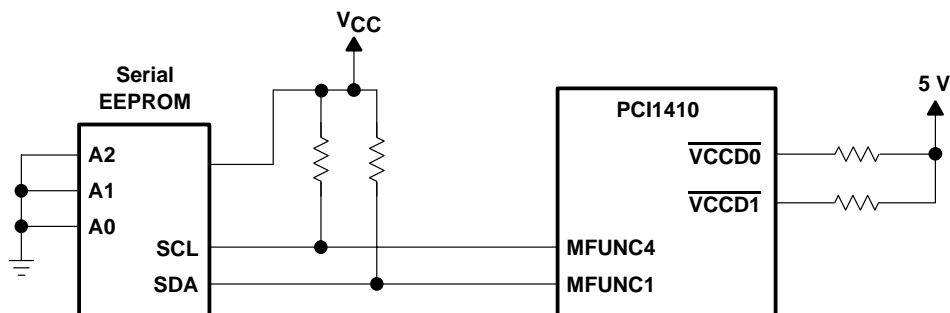 VCC
Serial
EEPROM
5 V
PCI1410
A2
VCCD0
A1
VCCD1
A0
SCL
MFUNC4
SDA
MFUNC1